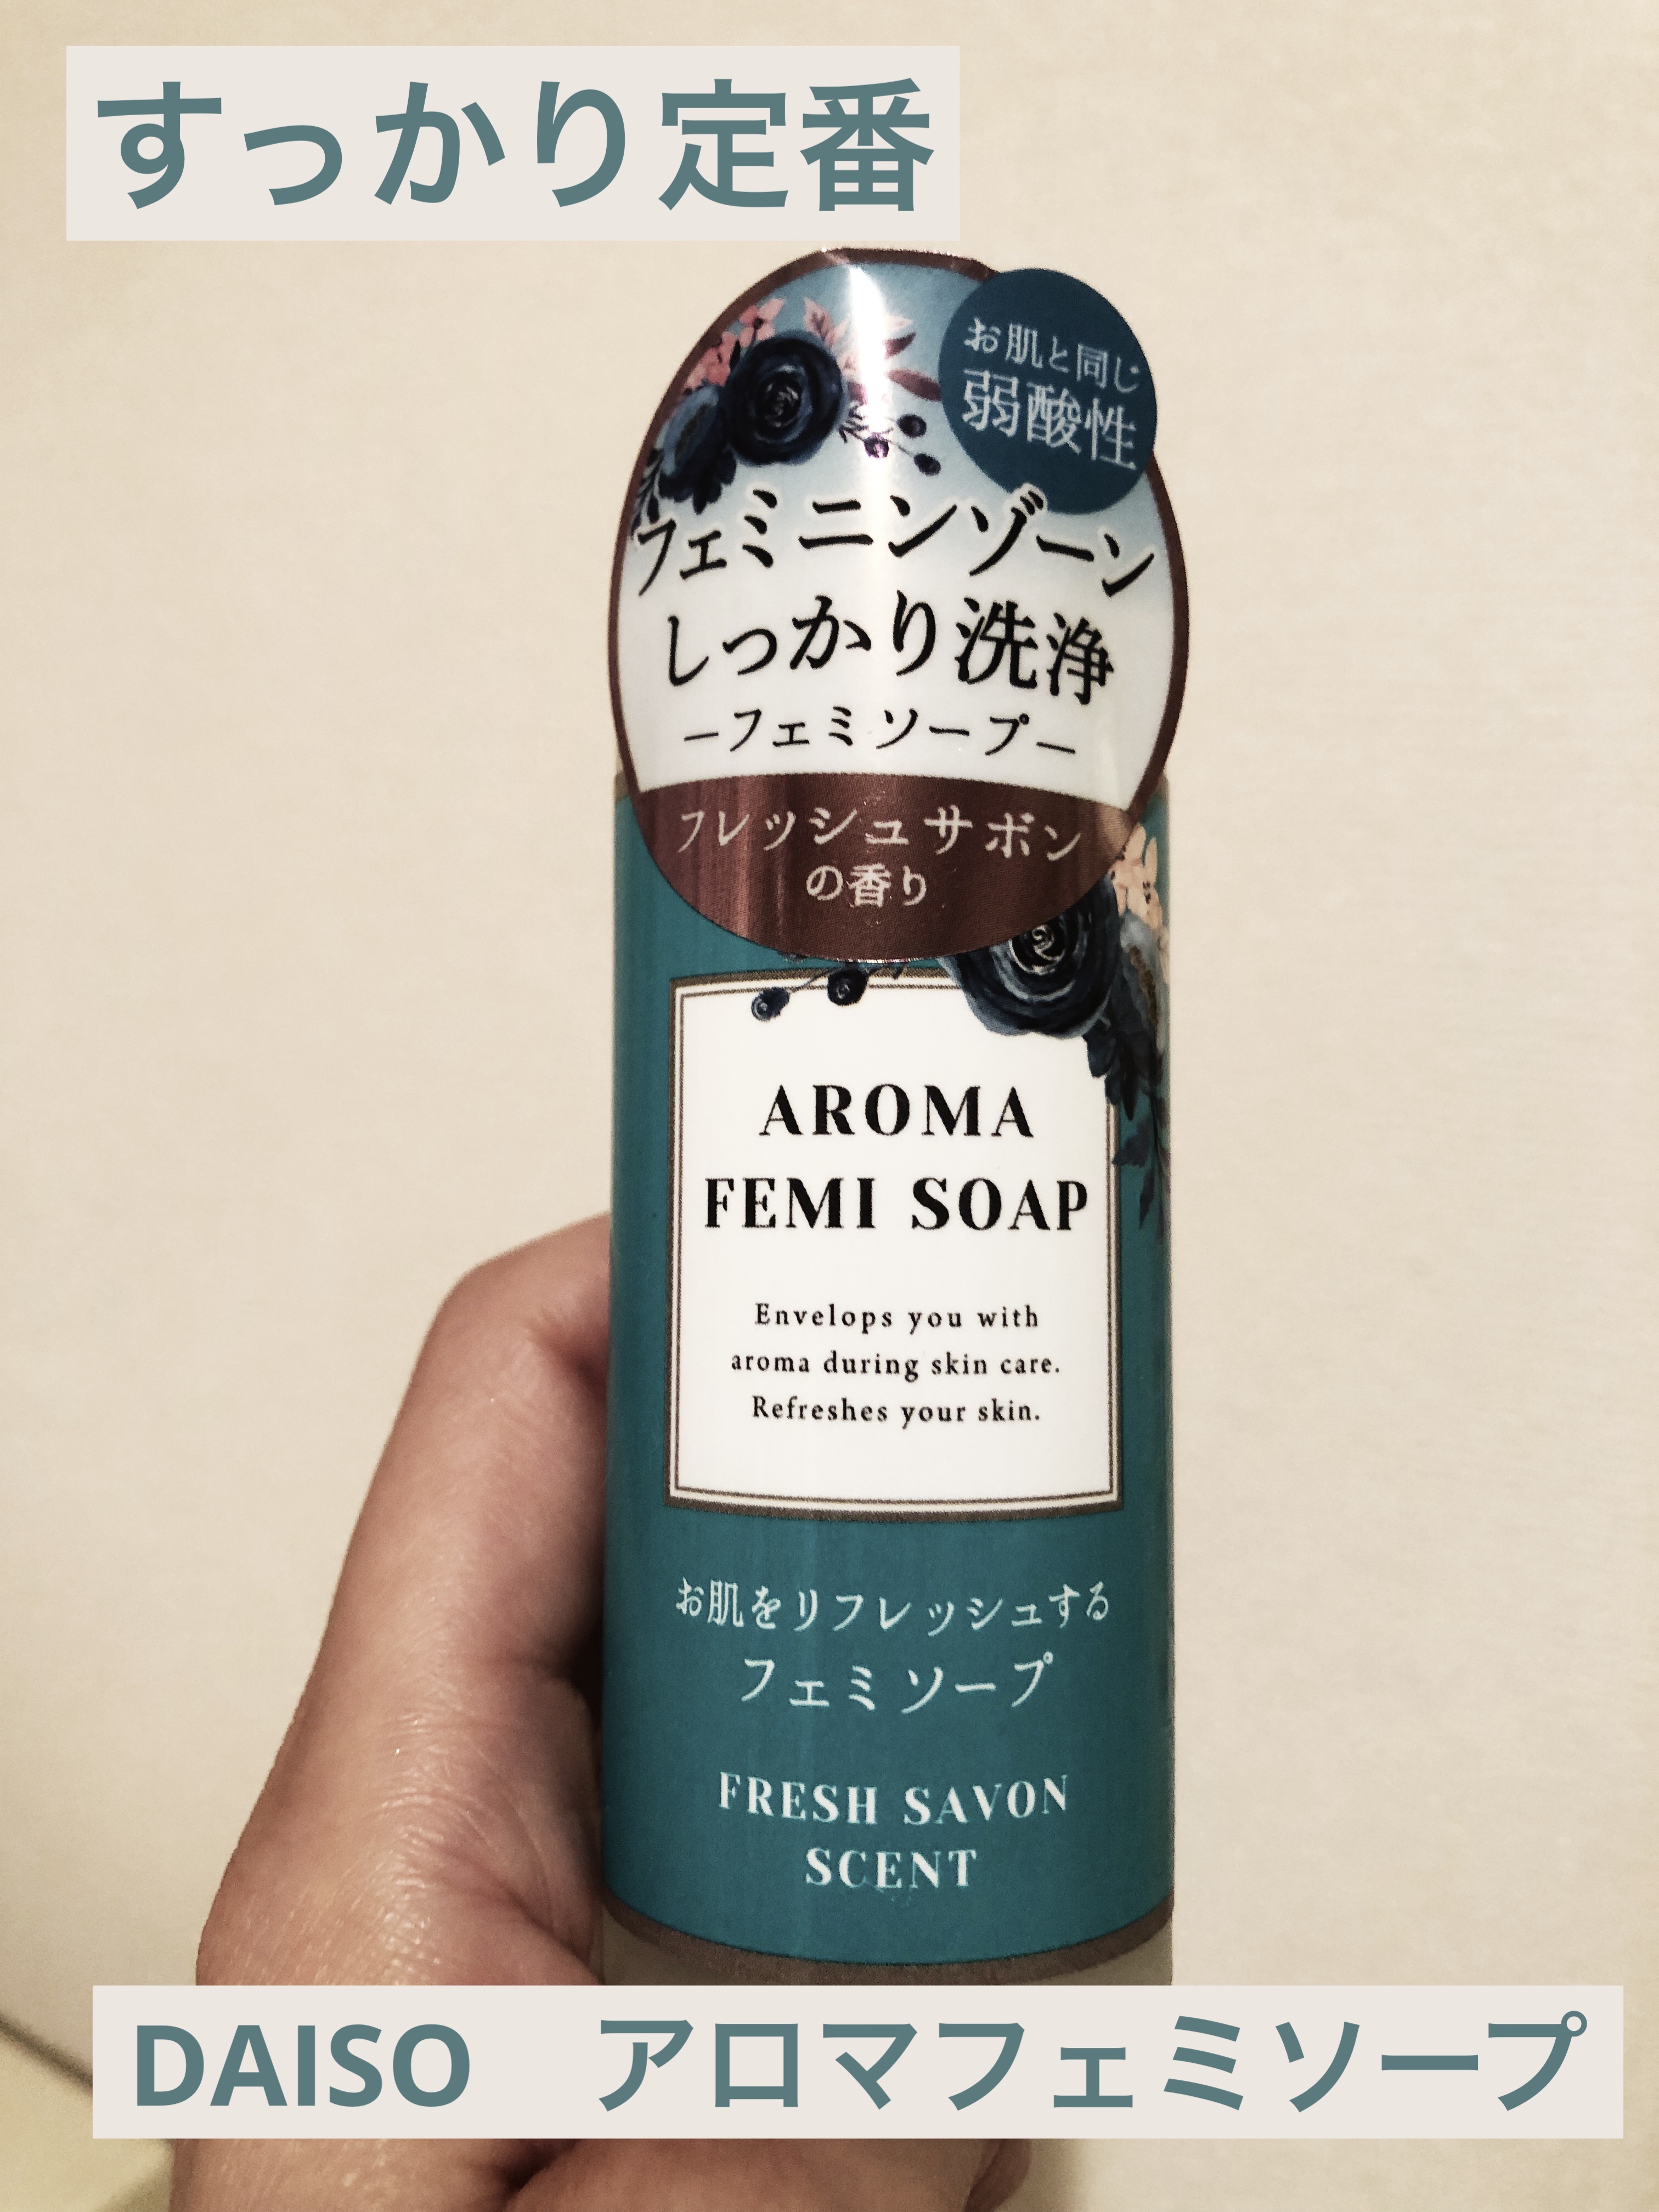 すっかり定番
お肌と同じ
弱酸性
フェミニンゾーン
しっかり洗浄
−フェミソープ−
フレッシュサボン
の香り
AROMA
FEMI SOAP
Envelops you with
aroma during skin care.
Refreshes your skin.
お肌をリフレッシュする
フェミソープ
FRESH SAVON
SCENT
DAISO　アロマフェミソープ